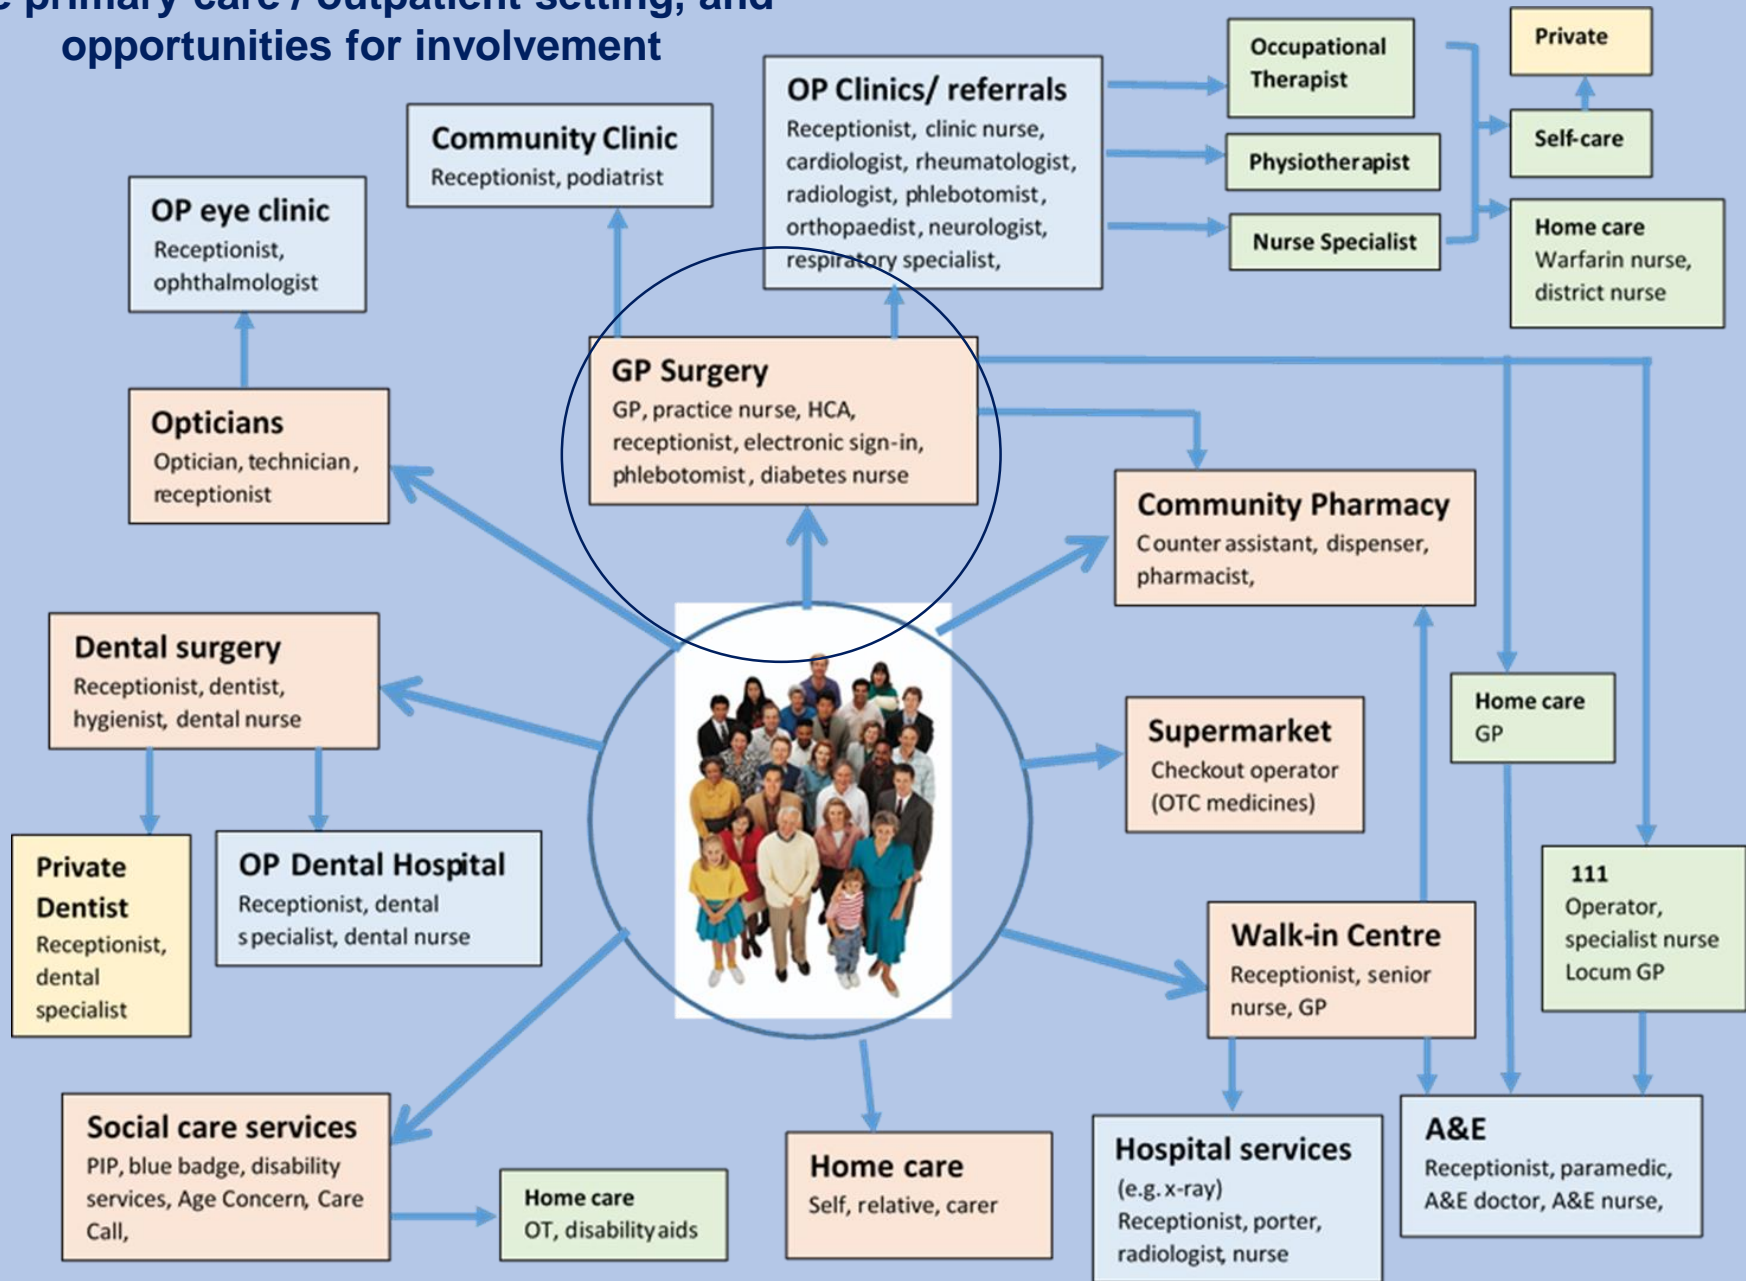 primary care / outpatient setting, and
opportunities for involvement
OP Clinics/ referrals
Receptionist, clinic nurse,
cardiologist, rheumatologist,
radiologist, phlebotomist,
orthopaedist, neurologist,
respiratory specialist,
Occupational
Therapist
Physiotherapist
Nurse Specialist
Private
Self-care
Home care
Warfarin nurse,
district nurse
Community Clinic
Receptionist, podiatrist
OP eye clinic
Receptionist,
ophthalmologist
GP Surgery
GP, practice nurse, HCA,
receptionist, electronic sign-in,
phlebotomist, diabetes nurse
Opticians
Optician, technician,
receptionist
Community Pharmacy
Counter assistant, dispenser,
pharmacist,
Dental surgery
Receptionist, dentist,
hygienist, dental nurse
Supermarket
Checkout operator
(OTC medicines)
Home care
GP
Private
Dentist
Receptionist,
dental
specialist
OP Dental Hospital
Receptionist, dental
specialist, dental nurse
Walk-in Centre
Receptionist, senior
nurse, GP
111
Operator,
specialist nurse
Locum GP
Social care services
PIP, blue badge, disability
services, Age Concern, Care
Call,
Home care
OT, disability aids
Home care
Self, relative, carer
Hospital services
(e.g. x-ray)
Receptionist, porter,
radiologist, nurse
A&E
Receptionist, paramedic,
A&E doctor, A&E nurse,